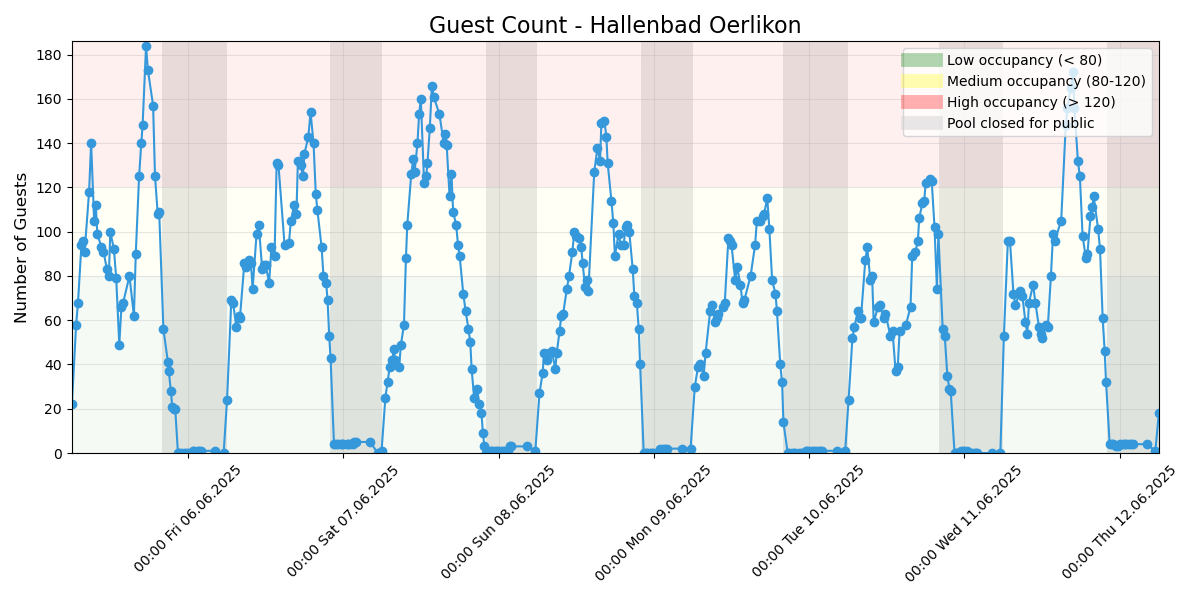 Guest Count - Hallenbad Oerlikon
Number of Guests
180
160
140
120
100
80
60
40
20
0
Low occupancy (< 80)
Medium occupancy (80-120)
High occupancy (> 120)
Pool closed for public
00:00 Fri 06.06.2025
00:00 Sat 07.06.2025
00:00 Sun 08.06.2025
00:00 Mon 09.06.2025
00:00 Tue 10.06.2025
00:00 Wed 11.06.2025
00:00 Thu 12.06.2025